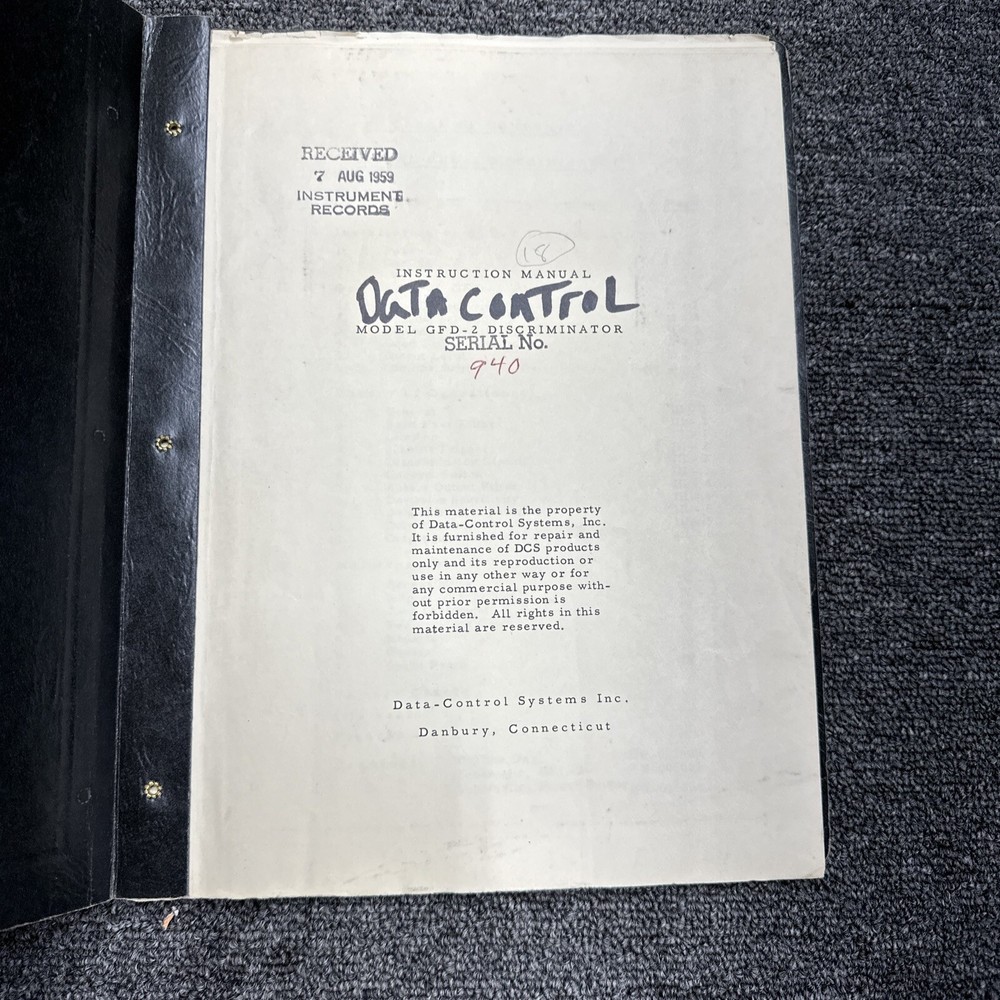 RECEIVED
7 AUG 1959
INSTRUMENT
RECORDS
18
INSTRUCTION MANUAL
DATA CONTROL
MODEL GFD-2 DISCRIMINATOR
SERIAL No.
940
This material is the property
of Data-Control Systems, Inc.
It is furnished for repair and
maintenance of DCS products
only and its reproduction or
use in any other way or for
any commercial purpose with-
out prior permission is
forbidden. All rights in this
material are reserved.
Data-Control Systems Inc.
Danbury, Connecticut